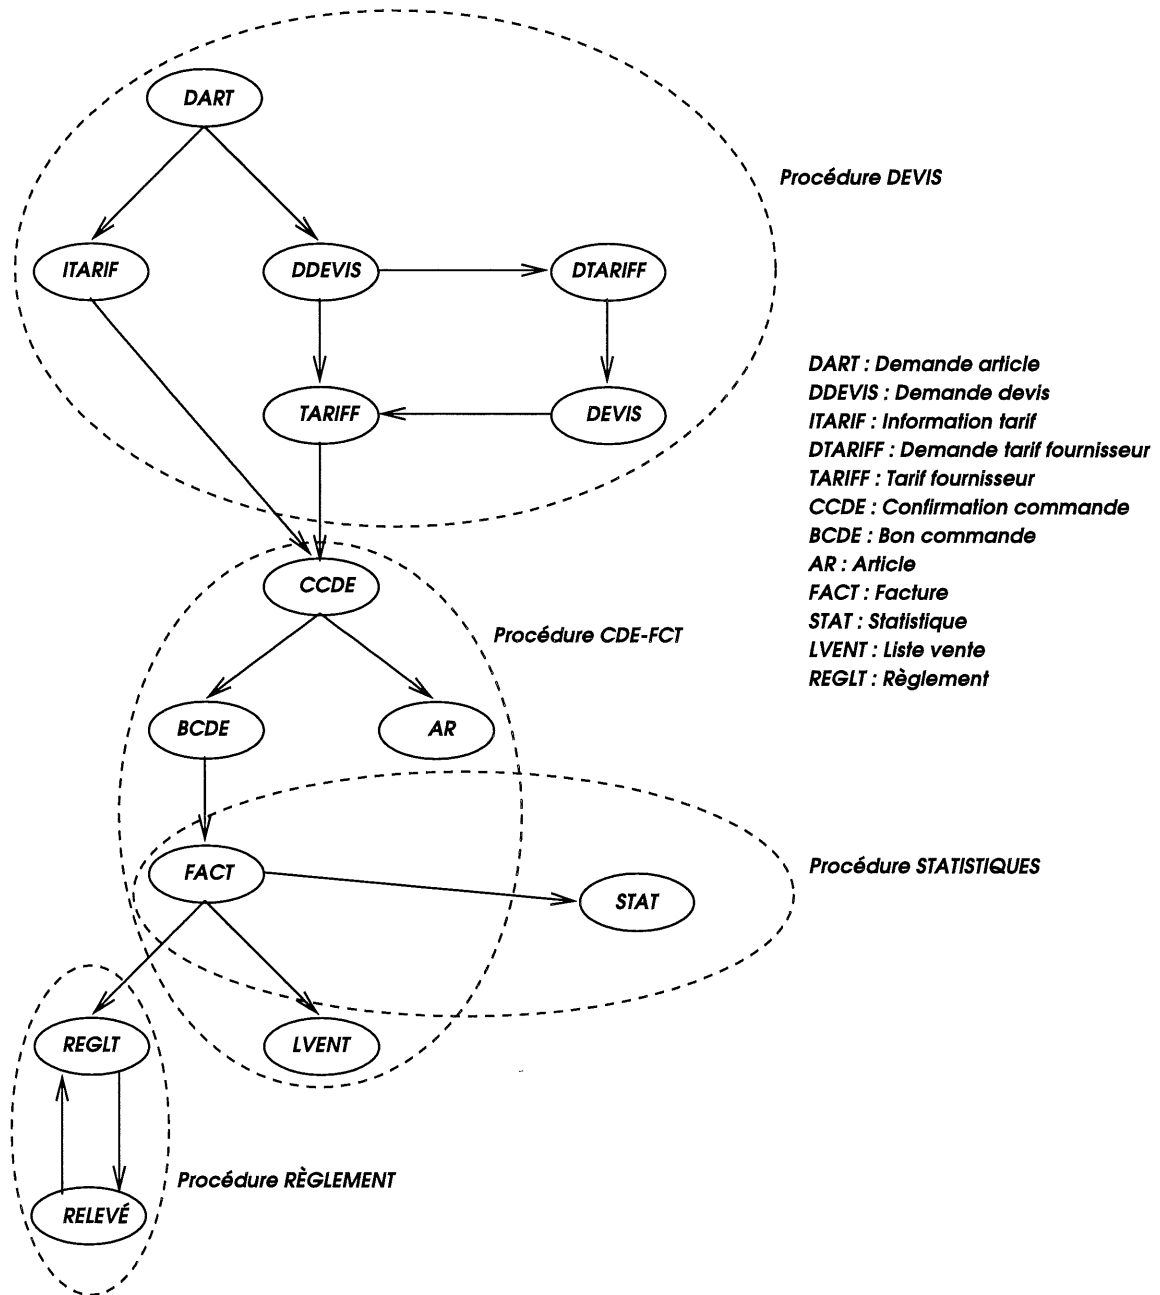 DART
Procédure DEVIS
ITARIF
DDEVIS
DTARIFF
TARIFF
DEVIS
DART : Demande article
DDEVIS : Demande devis
ITARIF : Information tarif
DTARIFF : Demande tarif fournisseur
TARIFF : Tarif fournisseur
CCDE : Confirmation commande
BCDE : Bon commande
AR : Article
FACT : Facture
STAT : Statistique
LVENT : Liste vente
REGLT : Règlement
CCDE
Procédure CDE-FCT
BCDE
AR
FACT
STAT
Procédure STATISTIQUES
REGLT
LVENT
Procédure RÈGLEMENT
RELEVÉ